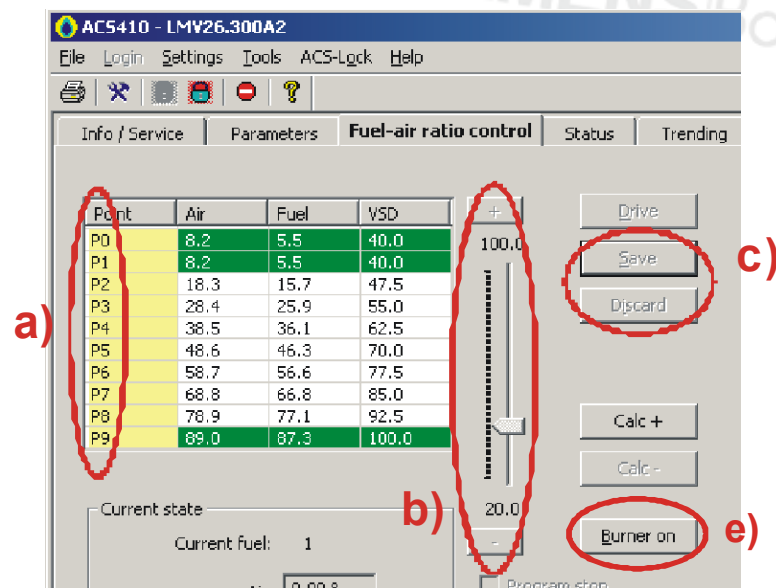 AC5410 - LMV26.300A2
File Login Settings Tools ACS-Lock Help
Info / Service Parameters Fuel-air ratio control Status Trending
Point Air Fuel VSD + Drive
P0 8.2 5.5 40.0 100.0
P1 8.2 5.5 40.0 Save c)
P2 18.3 15.7 47.5
P3 28.4 25.9 55.0 Discard
a) P4 38.5 36.1 62.5
P5 48.6 46.3 70.0
P6 58.7 56.6 77.5
P7 68.8 66.8 85.0
P8 78.9 77.1 92.5 Calc +
P9 89.0 87.3 100.0
Calc -
Current state b) 20.0
Current fuel: 1 - Burner on e)
Program stop